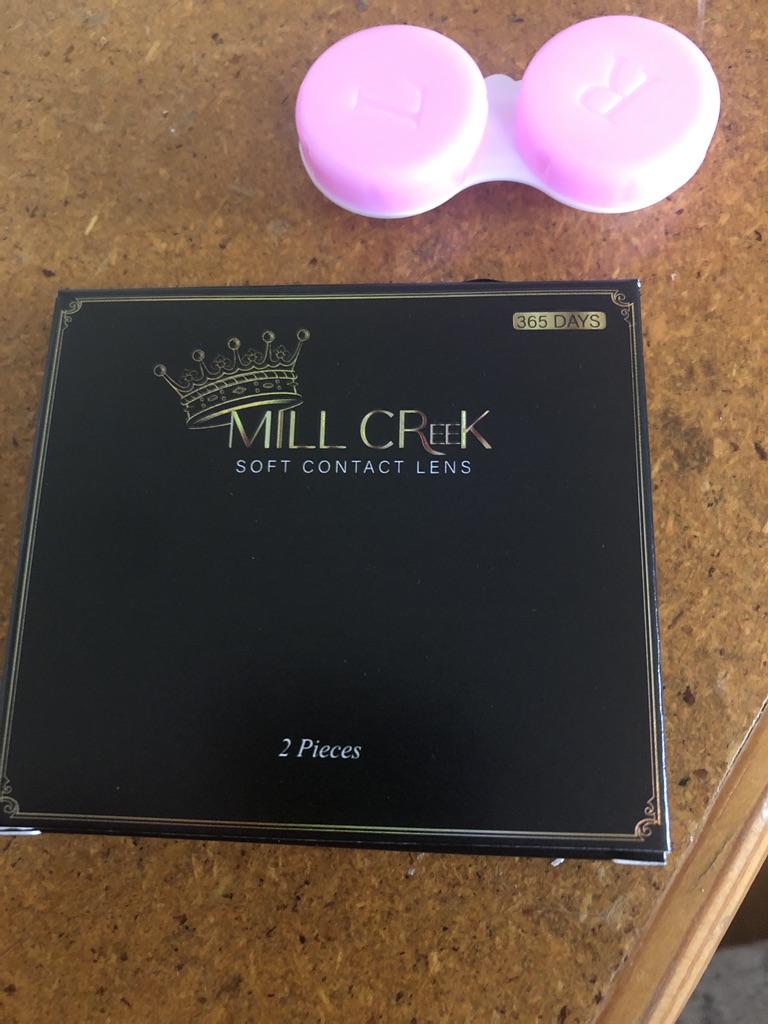 L R
365 DAYS
MILL CREEK
SOFT CONTACT LENS
2 Pieces